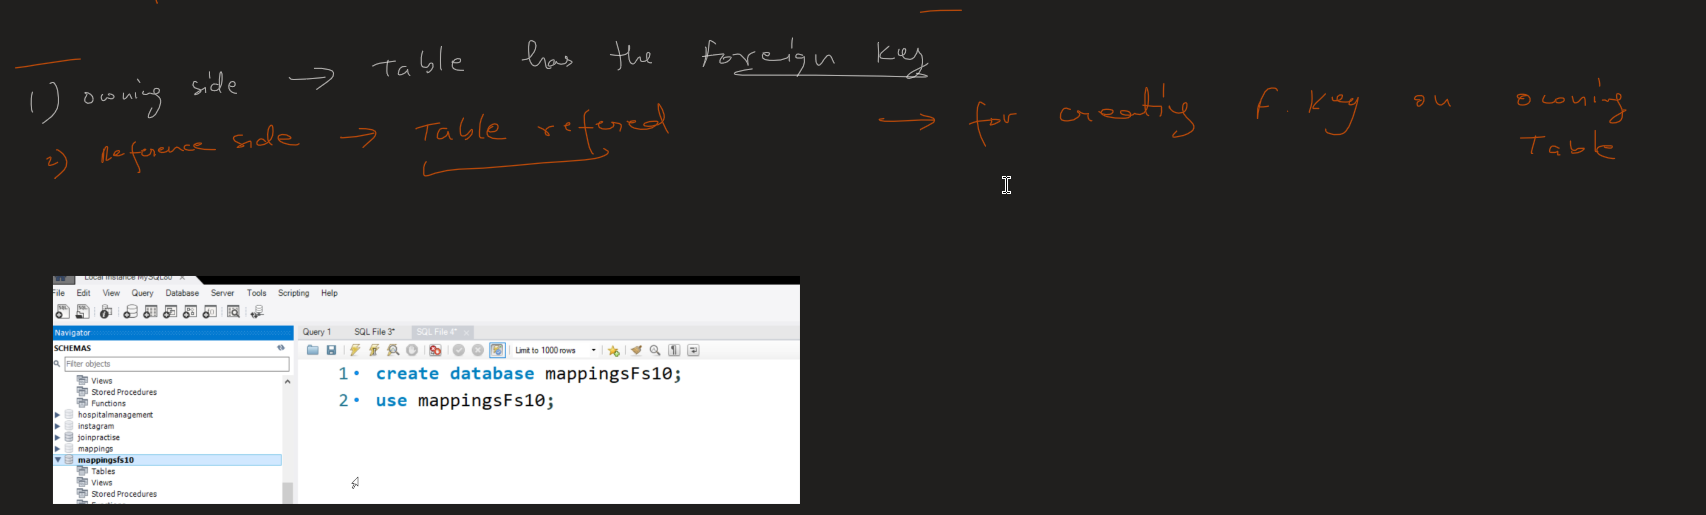 1) owning side → Table has the foreign key
2) Reference side → Table refered → for creating F. key on owning
Table
Local instance MySQL80 ×
File Edit View Query Database Server Tools Scripting Help
Navigator
SCHEMAS
Filter objects
Views
Stored Procedures
Functions
hospitalmanagement
instagram
joinpractise
mappings
mappingsfs10
Tables
Views
Stored Procedures
Functions
Query 1 SQL File 3* SQL File 4* ×
Limit to 1000 rows
1 • create database mappingsFs10;
2 • use mappingsFs10;